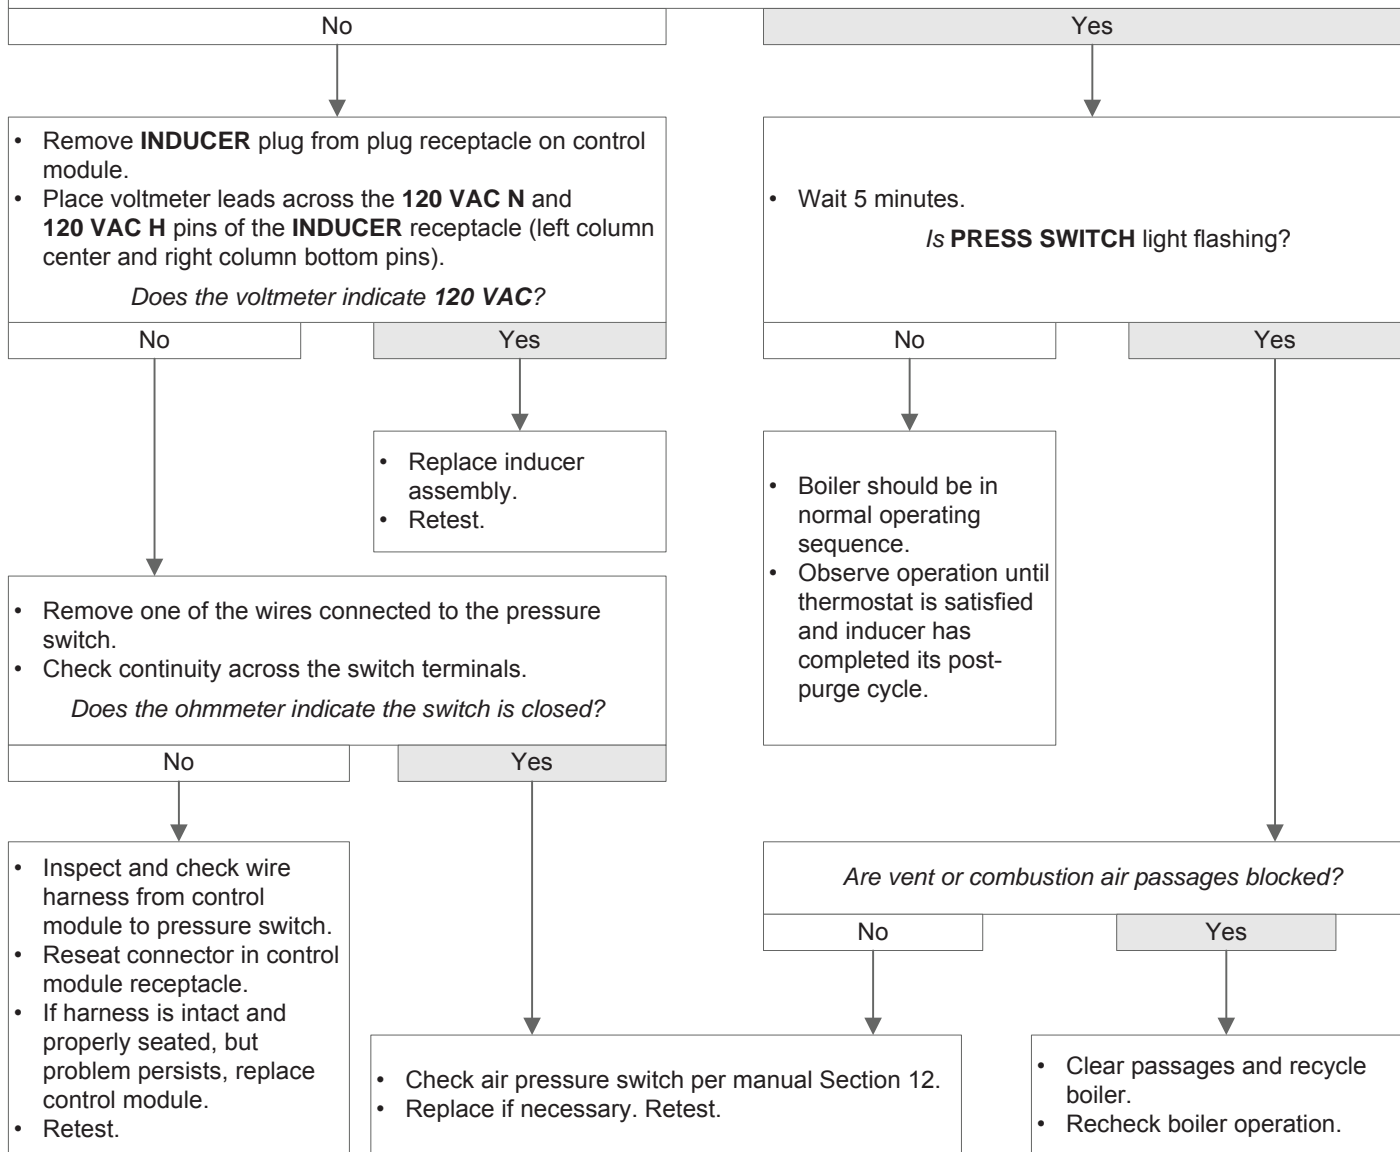 No
Yes
• Remove INDUCER plug from plug receptacle on control
module.
• Place voltmeter leads across the 120 VAC N and
120 VAC H pins of the INDUCER receptacle (left column
center and right column bottom pins).
Does the voltmeter indicate 120 VAC?
• Wait 5 minutes.
Is PRESS SWITCH light flashing?
No
Yes
No
Yes
• Replace inducer
assembly.
• Retest.
• Boiler should be in
normal operating
sequence.
• Observe operation until
thermostat is satisfied
and inducer has
completed its post-
purge cycle.
• Remove one of the wires connected to the pressure
switch.
• Check continuity across the switch terminals.
Does the ohmmeter indicate the switch is closed?
No
Yes
• Inspect and check wire
harness from control
module to pressure switch.
• Reseat connector in control
module receptacle.
• If harness is intact and
properly seated, but
problem persists, replace
control module.
• Retest.
Are vent or combustion air passages blocked?
No
Yes
• Check air pressure switch per manual Section 12.
• Replace if necessary. Retest.
• Clear passages and recycle
boiler.
• Recheck boiler operation.